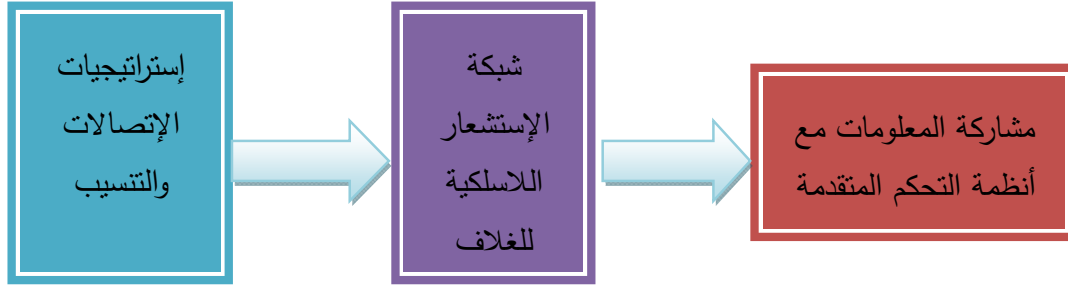 إستراتيجيات
الإتصالات
والتنسيب
شبكة
الإستشعار
اللاسلكية
للغلاف
مشاركة المعلومات مع
أنظمة التحكم المتقدمة